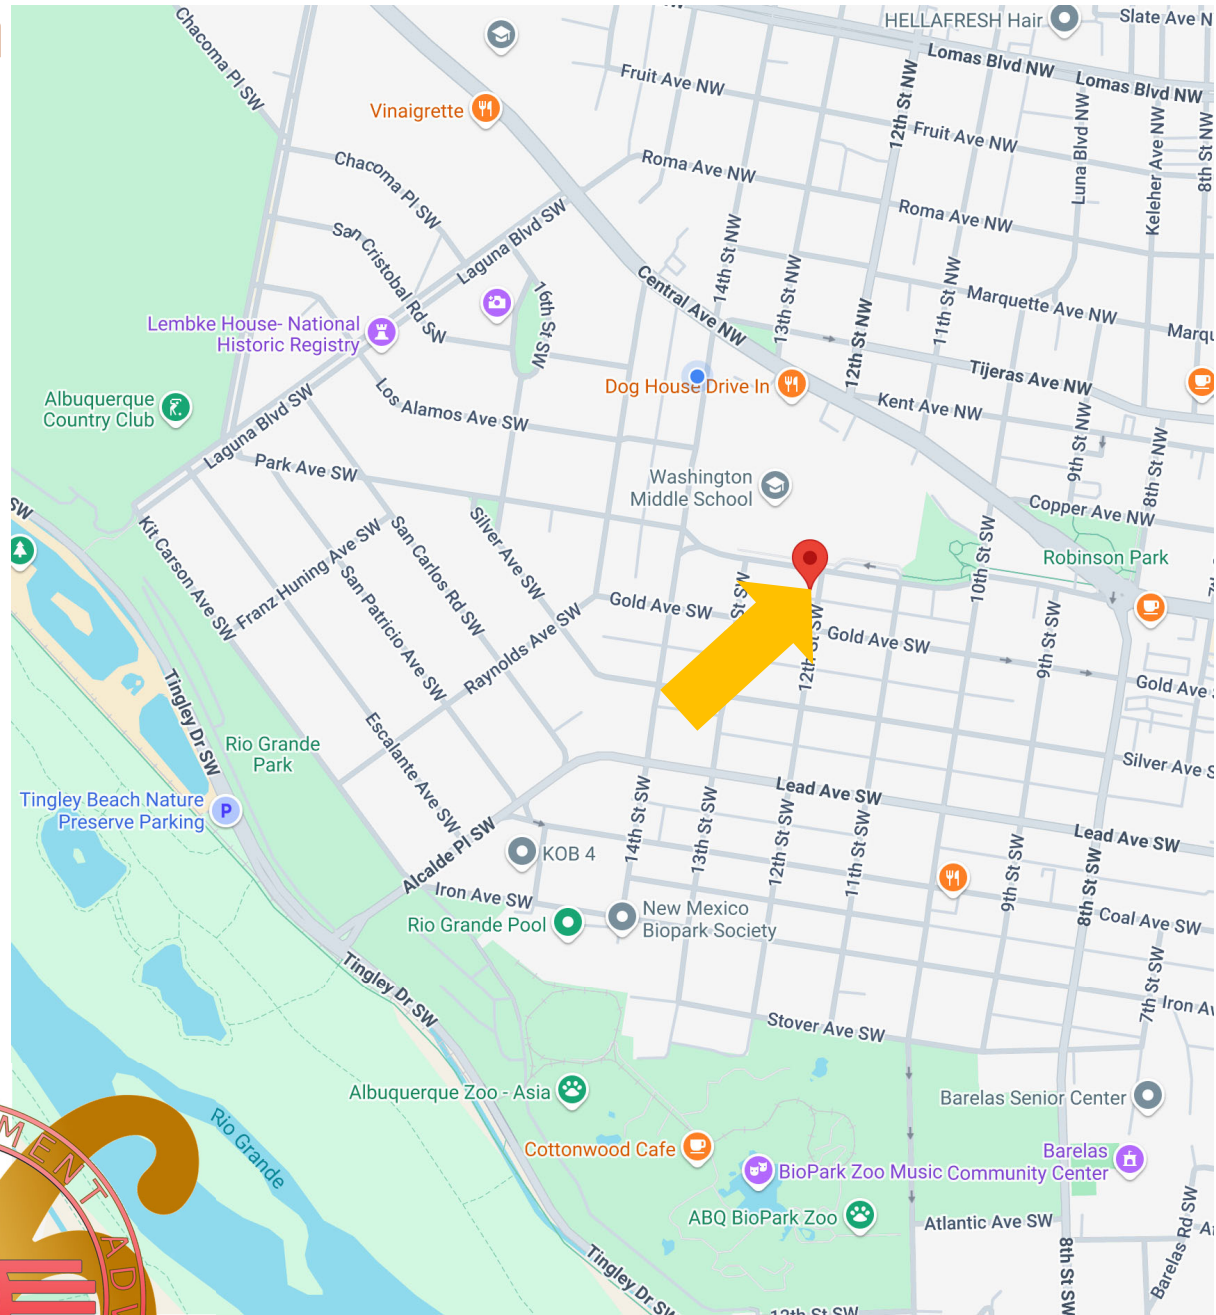 HELLAFRESH Hair
Slate Ave N
Chacoma Pl SW
Lomas Blvd NW
Lomas Blvd NW
Fruit Ave NW
Vinaigrette
12th St NW
Fruit Ave NW
Luna Blvd NW
Keleher Ave NW
8th St NW
Chacoma Pl SW
Roma Ave NW
Roma Ave NW
San Cristobal Rd SW
Laguna Blvd SW
14th St NW
13th St NW
Central Ave NW
16th St SW
11th St NW
Marquette Ave NW
Marqu
Lembke House- National
Historic Registry
12th St NW
Tijeras Ave NW
Dog House Drive In
Albuquerque
Country Club
Los Alamos Ave SW
Kent Ave NW
Laguna Blvd SW
9th St NW
8th St NW
Park Ave SW
Washington
Middle School
Copper Ave NW
SW
Kit Carson Ave SW
San Carlos Rd SW
Silver Ave SW
Franz Huning Ave SW
San Patricio Ave SW
10th St SW
Robinson Park
Gold Ave SW
St SW
12th St SW
Gold Ave SW
9th St SW
Raynolds Ave SW
Gold Ave
Tingley Dr SW
Escalante Ave SW
Rio Grande
Park
Silver Ave S
Lead Ave SW
Tingley Beach Nature
Preserve Parking
P
14th St SW
13th St SW
12th St SW
11th St SW
Lead Ave SW
Alcalde Pl SW
KOB 4
9th St SW
8th St SW
Iron Ave SW
New Mexico
Biopark Society
Rio Grande Pool
Coal Ave SW
Tingley Dr SW
7th St SW
Iron Av
Stover Ave SW
Albuquerque Zoo - Asia
Barelas Senior Center
Rio Grande
Cottonwood Cafe
Barelas
Community Center
BioPark Zoo Music
ABQ BioPark Zoo
Atlantic Ave SW
Barelas Rd SW
8th St SW
Tingley Dr SW
12th St SW
MENT AD